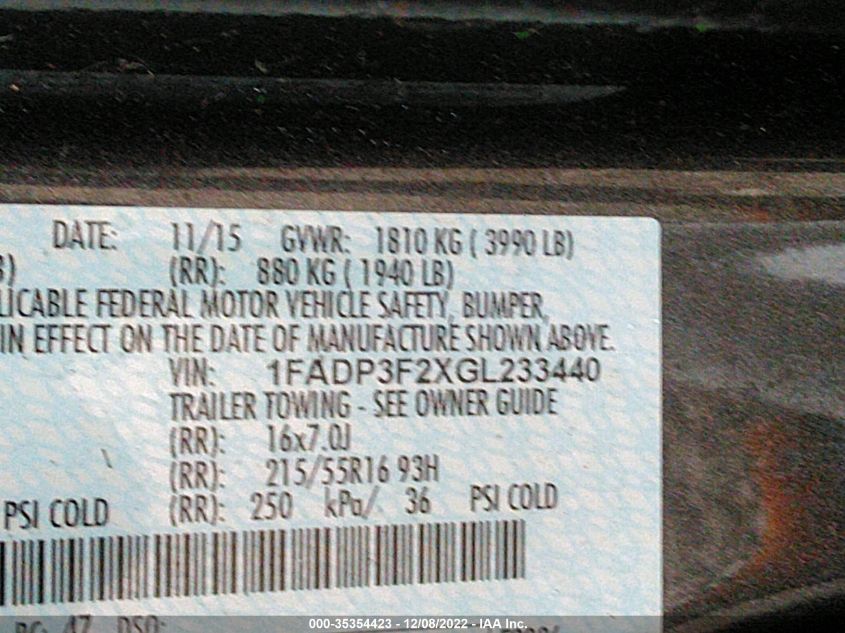 DATE: 11/15 GVWR: 1810 KG ( 3990 LB)
(RR): 880 KG ( 1940 LB)
FEDERAL MOTOR VEHICLE SAFETY, BUMPER,
IN EFFECT ON THE DATE OF MANUFACTURE SHOWN ABOVE.
VIN: 1FADP3F2XGL233440
TRAILER TOWING - SEE OWNER GUIDE
(RR): 16x7.0J
(RR): 215/55R16 93H
PSI COLD (RR): 250 kPa/ 36 PSI COLD
47 DSO:
000-35354423 - 12/08/2022 - IAA Inc.